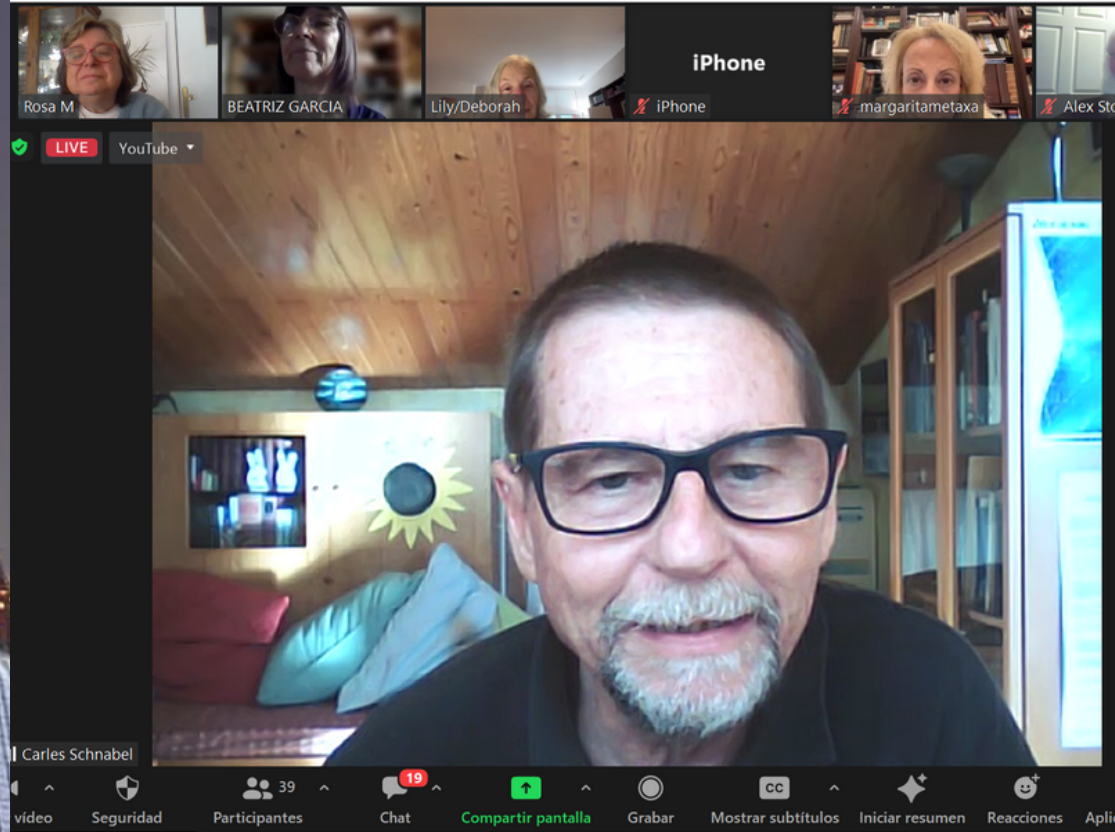 iPhone
Rosa M
BEATRIZ GARCIA
Lily/Deborah
iPhone
margaritametaxa
Alex Sto
LIVE
YouTube
Carles Schnabel
39
19
CC
vídeo
Seguridad
Participantes
Chat
Compartir pantalla
Grabar
Mostrar subtítulos
Iniciar resumen
Reacciones
Apli